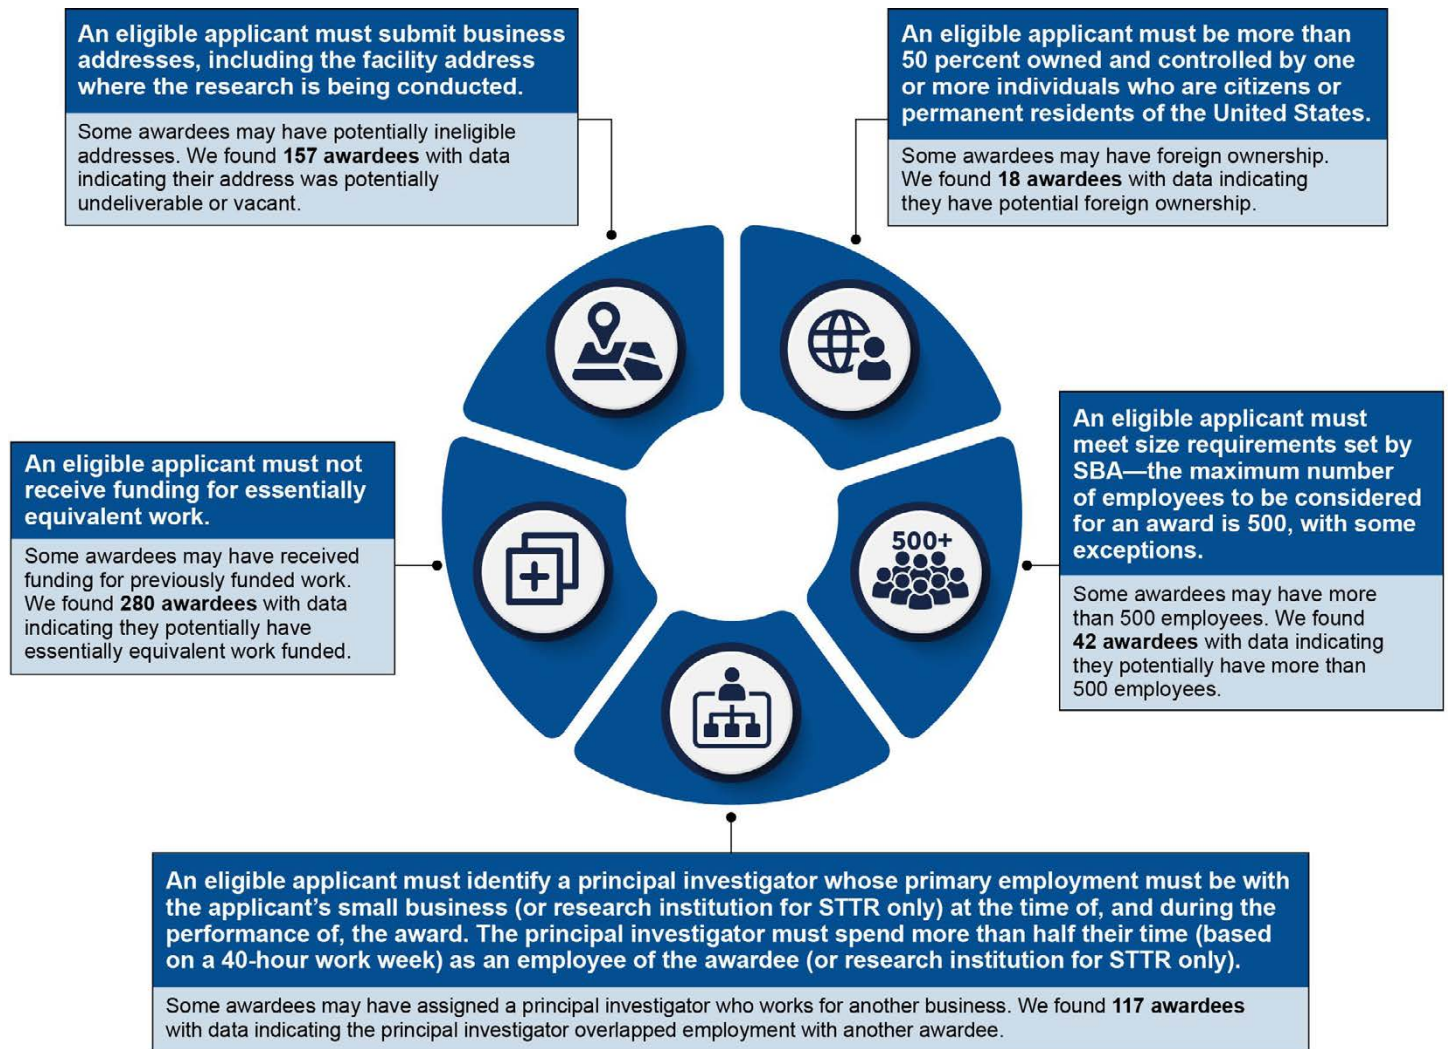 An eligible applicant must submit business
addresses, including the facility address
where the research is being conducted.
Some awardees may have potentially ineligible
addresses. We found 157 awardees with data
indicating their address was potentially
undeliverable or vacant.
An eligible applicant must be more than
50 percent owned and controlled by one
or more individuals who are citizens or
permanent residents of the United States.
Some awardees may have foreign ownership.
We found 18 awardees with data indicating
they have potential foreign ownership.
An eligible applicant must not
receive funding for essentially
equivalent work.
Some awardees may have received
funding for previously funded work.
We found 280 awardees with data
indicating they potentially have
essentially equivalent work funded.
500+
An eligible applicant must
meet size requirements set by
SBA—the maximum number
of employees to be considered
for an award is 500, with some
exceptions.
Some awardees may have more
than 500 employees. We found
42 awardees with data indicating
they potentially have more than
500 employees.
An eligible applicant must identify a principal investigator whose primary employment must be with
the applicant’s small business (or research institution for STTR only) at the time of, and during the
performance of, the award. The principal investigator must spend more than half their time (based
on a 40-hour work week) as an employee of the awardee (or research institution for STTR only).
Some awardees may have assigned a principal investigator who works for another business. We found 117 awardees
with data indicating the principal investigator overlapped employment with another awardee.